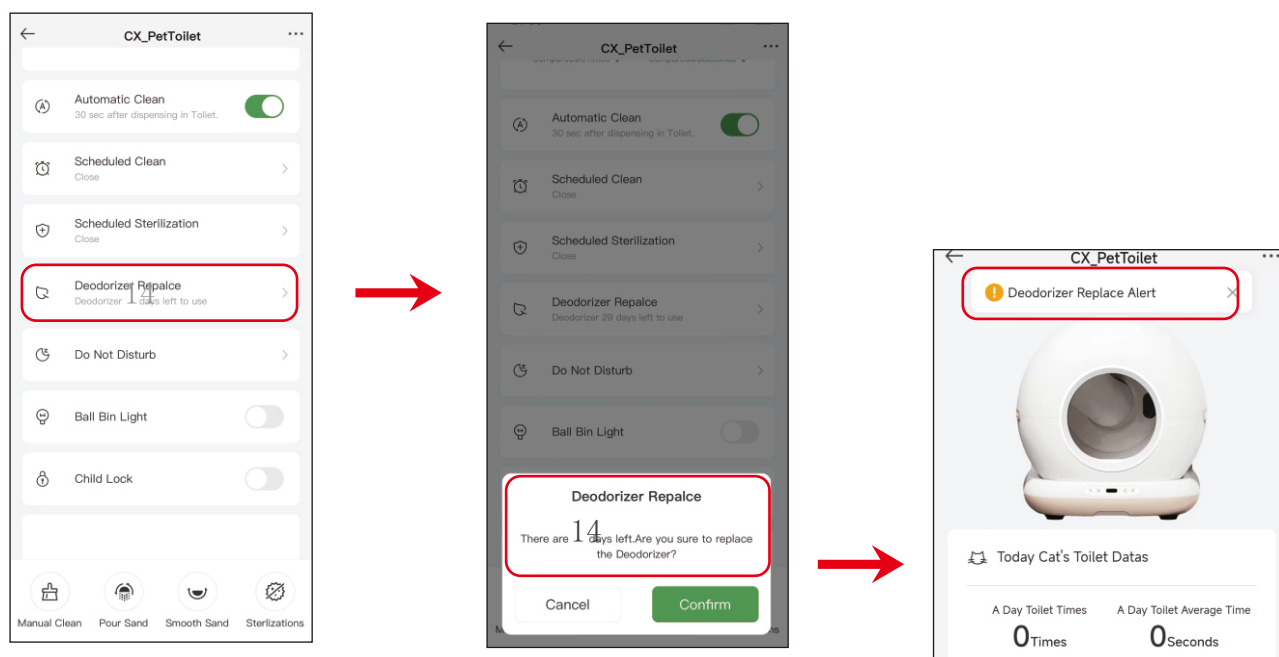 CX_PetToilet
Automatic Clean
30 sec after dispensing in Toliet.
Scheduled Clean
Close
Scheduled Sterilization
Close
Deodorizer Repalce
Deodorizer 14 days left to use
Do Not Disturb
Ball Bin Light
Child Lock
Manual Clean Pour Sand Smooth Sand Sterlizations
CX_PetToilet
Automatic Clean
30 sec after dispensing in Toliet.
Scheduled Clean
Close
Scheduled Sterilization
Close
Deodorizer Repalce
Deodorizer 29 days left to use
Do Not Disturb
Ball Bin Light
Deodorizer Repalce
There are 14 days left.Are you sure to replace
the Deodorizer?
Cancel Confirm
CX_PetToilet
Deodorizer Replace Alert
Today Cat's Toilet Datas
A Day Toilet Times A Day Toilet Average Time
0Times 0Seconds